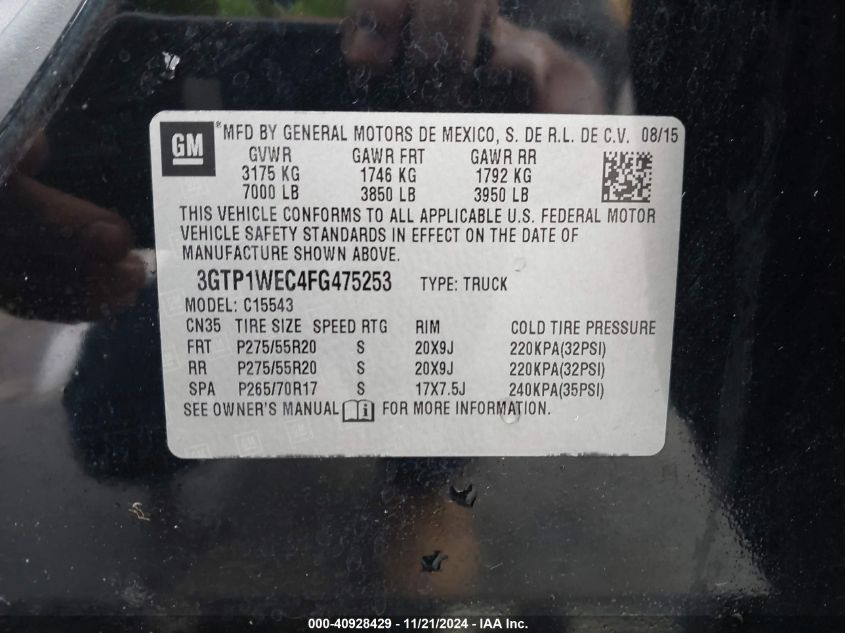 GM ®MFD BY GENERAL MOTORS DE MEXICO, S. DE R.L. DE C.V. 08/15
GVWR GAWR FRT GAWR RR
3175 KG 1746 KG 1792 KG
7000 LB 3850 LB 3950 LB
THIS VEHICLE CONFORMS TO ALL APPLICABLE U.S. FEDERAL MOTOR
VEHICLE SAFETY STANDARDS IN EFFECT ON THE DATE OF
MANUFACTURE SHOWN ABOVE.
3GTP1WEC4FG475253 TYPE: TRUCK
MODEL: C15543
CN35 TIRE SIZE SPEED RTG RIM COLD TIRE PRESSURE
FRT P275/55R20 S 20X9J 220KPA(32PSI)
RR P275/55R20 S 20X9J 220KPA(32PSI)
SPA P265/70R17 S 17X7.5J 240KPA(35PSI)
SEE OWNER'S MANUAL i FOR MORE INFORMATION.
000-40928429 - 11/21/2024 - IAA Inc.